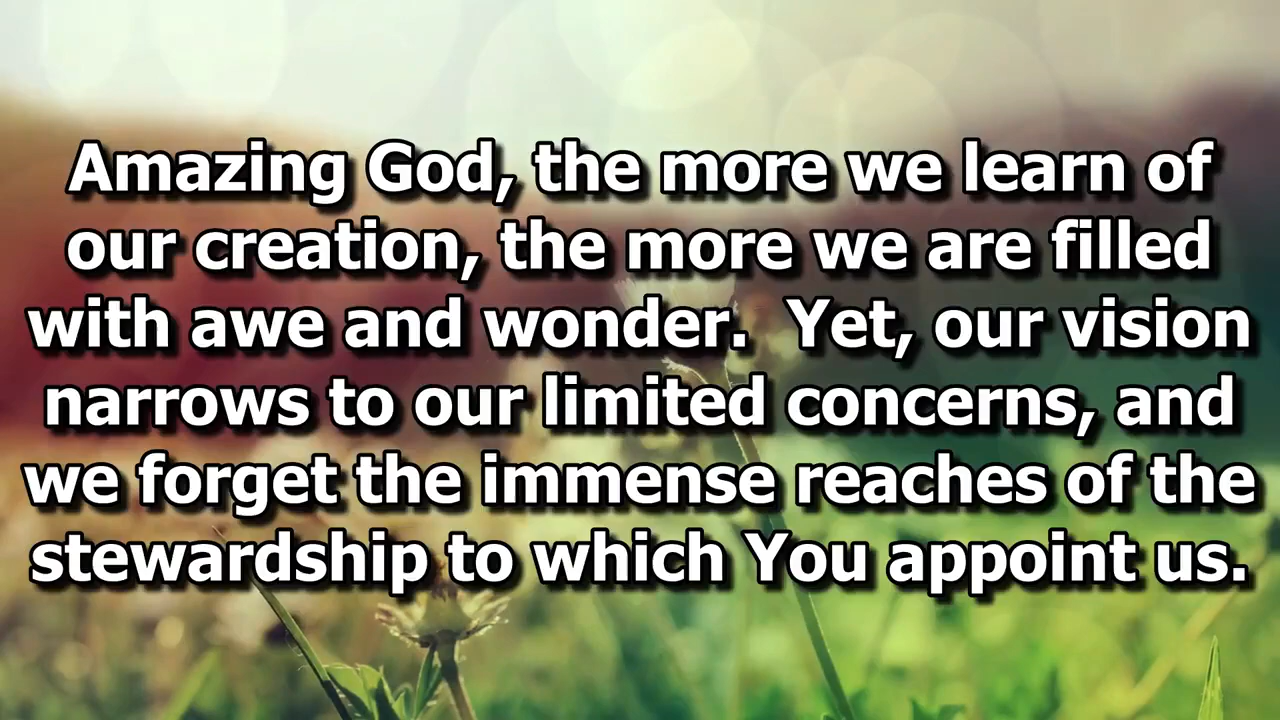 Amazing God, the more we learn of
our creation, the more we are filled
with awe and wonder.  Yet, our vision
narrows to our limited concerns, and
we forget the immense reaches of the
stewardship to which You appoint us.